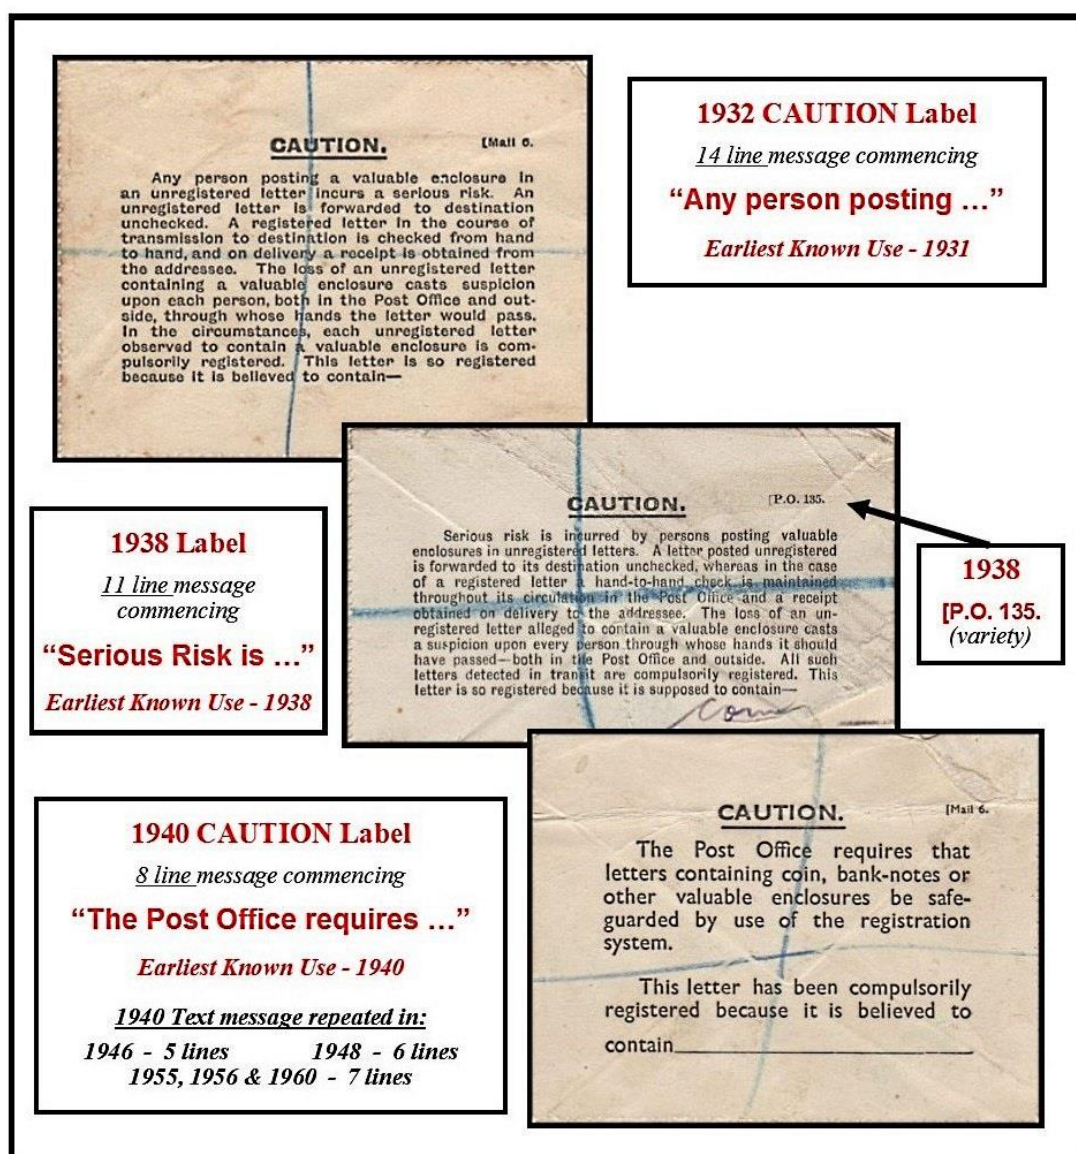 CAUTION. [Mail 6.
Any person posting a valuable enclosure in
an unregistered letter incurs a serious risk. An
unregistered letter is forwarded to destination
unchecked. A registered letter in the course of
transmission to destination is checked from hand
to hand, and on delivery a receipt is obtained from
the addressee. The loss of an unregistered letter
containing a valuable enclosure casts suspicion
upon each person, both in the Post Office and out-
side, through whose hands the letter would pass.
In the circumstances, each unregistered letter
observed to contain a valuable enclosure is com-
pulsorily registered. This letter is so registered
because it is believed to contain—
1932 CAUTION Label
14 line message commencing
“Any person posting ...”
Earliest Known Use - 1931
CAUTION. [P.O. 135.
Serious risk is incurred by persons posting valuable
enclosures in unregistered letters. A letter posted unregistered
is forwarded to its destination unchecked, whereas in the case
of a registered letter a hand-to-hand check is maintained
throughout its circulation in the Post Office and a receipt
obtained on delivery to the addressee. The loss of an un-
registered letter alleged to contain a valuable enclosure casts
a suspicion upon every person through whose hands it should
have passed—both in the Post Office and outside. All such
letters detected in transit are compulsorily registered. This
letter is so registered because it is supposed to contain—
1938 Label
11 line message
commencing
“Serious Risk is ...”
Earliest Known Use - 1938
1938
[P.O. 135.
(variety)
CAUTION. [Mail 6.
The Post Office requires that
letters containing coin, bank-notes or
other valuable enclosures be safe-
guarded by use of the registration
system.
This letter has been compulsorily
registered because it is believed to
contain
1940 CAUTION Label
8 line message commencing
“The Post Office requires ...”
Earliest Known Use - 1940
1940 Text message repeated in:
1946 - 5 lines 1948 - 6 lines
1955, 1956 & 1960 - 7 lines